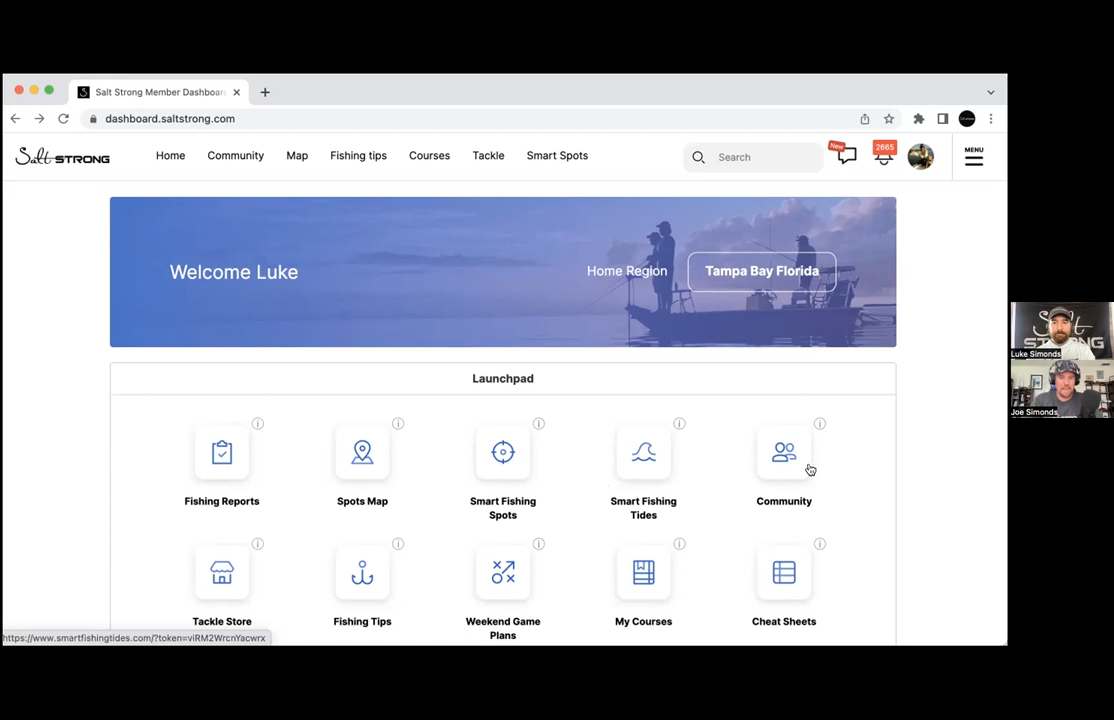 Salt Strong Member Dashboar
dashboard.saltstrong.com
Salt STRONG
Home
Community
Map
Fishing tips
Courses
Tackle
Smart Spots
Search
New
2665
MENU
Welcome Luke
Home Region
Tampa Bay Florida
Launchpad
Fishing Reports
Spots Map
Smart Fishing
Spots
Smart Fishing
Tides
Community
Tackle Store
Fishing Tips
Weekend Game
Plans
My Courses
Cheat Sheets
https://www.smartfishingtides.com/?token=viRM2WrcnYacwrx
Salt
STRONG
Luke Simonds
Joe Simonds